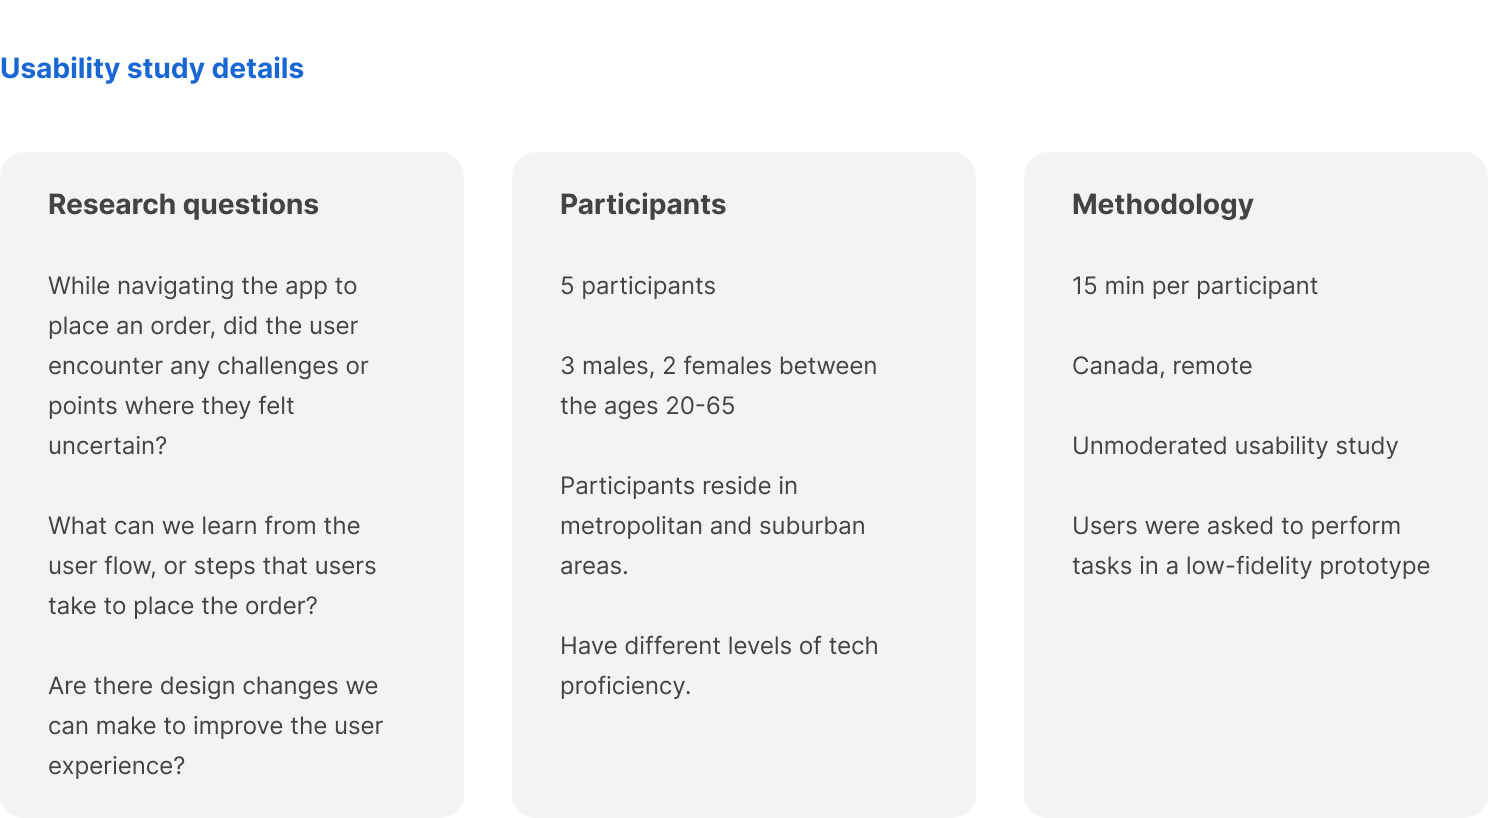 Usability study details
Research questions
While navigating the app to
place an order, did the user
encounter any challenges or
points where they felt
uncertain?
What can we learn from the
user flow, or steps that users
take to place the order?
Are there design changes we
can make to improve the user
experience?
Participants
5 participants
3 males, 2 females between
the ages 20-65
Participants reside in
metropolitan and suburban
areas.
Have different levels of tech
proficiency.
Methodology
15 min per participant
Canada, remote
Unmoderated usability study
Users were asked to perform
tasks in a low-fidelity prototype